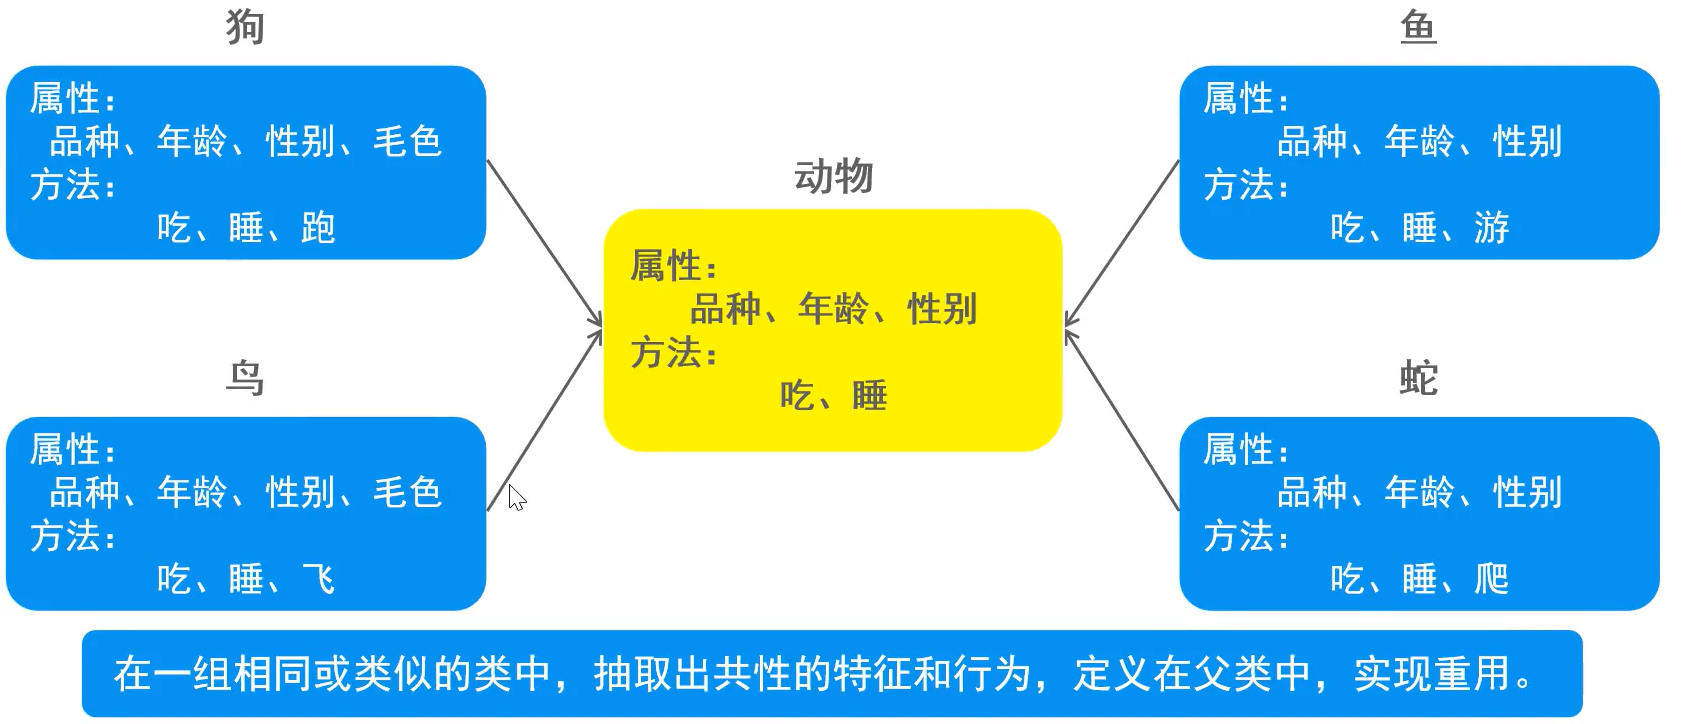 狗
属性：
品种、年龄、性别、毛色
方法：
吃、睡、跑
鸟
属性：
品种、年龄、性别、毛色
方法：
吃、睡、飞
动物
属性：
品种、年龄、性别
方法：
吃、睡
鱼
属性：
品种、年龄、性别
方法：
吃、睡、游
蛇
属性：
品种、年龄、性别
方法：
吃、睡、爬
在一组相同或类似的类中，抽取出共性的特征和行为，定义在父类中，实现重用。